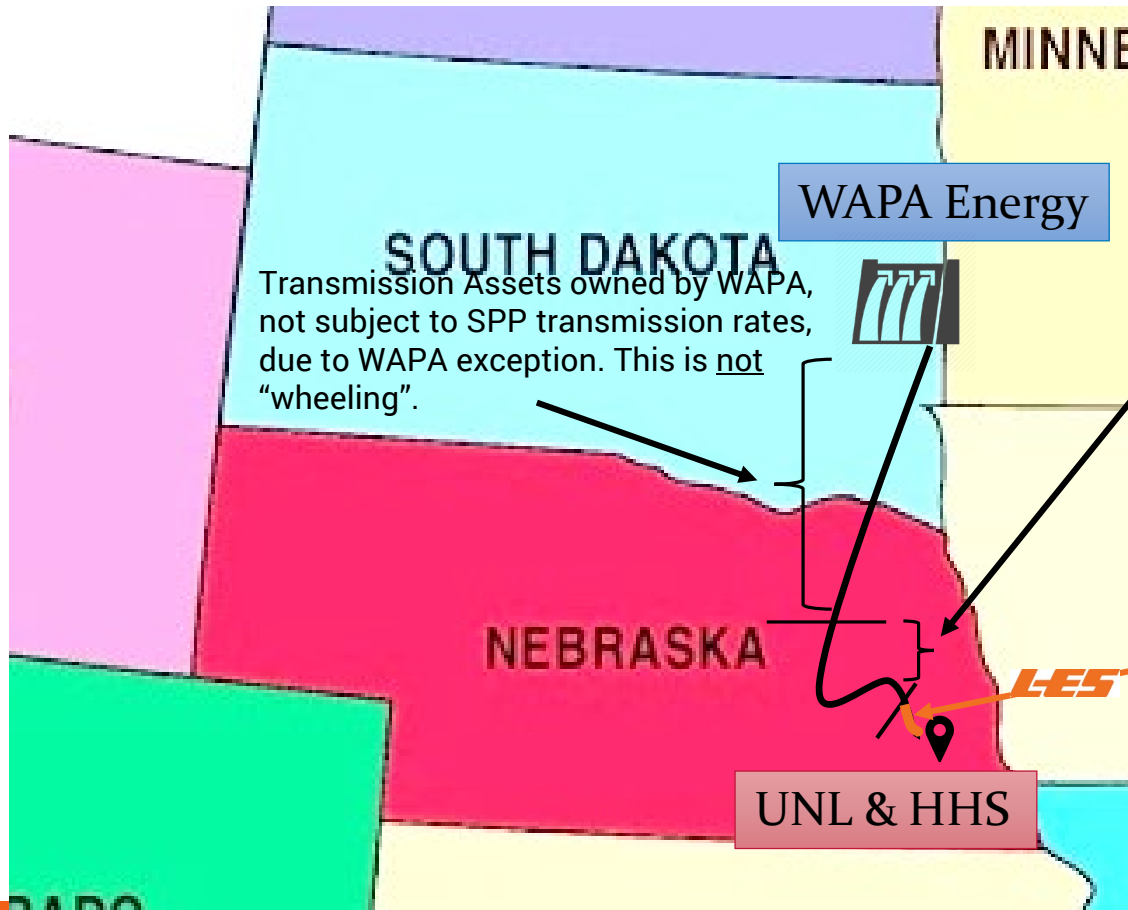 MINNE
WAPA Energy
SOUTH DAKOTA
Transmission Assets owned by WAPA,
not subject to SPP transmission rates,
due to WAPA exception. This is not
“wheeling”.
NEBRASKA
LES
UNL & HHS